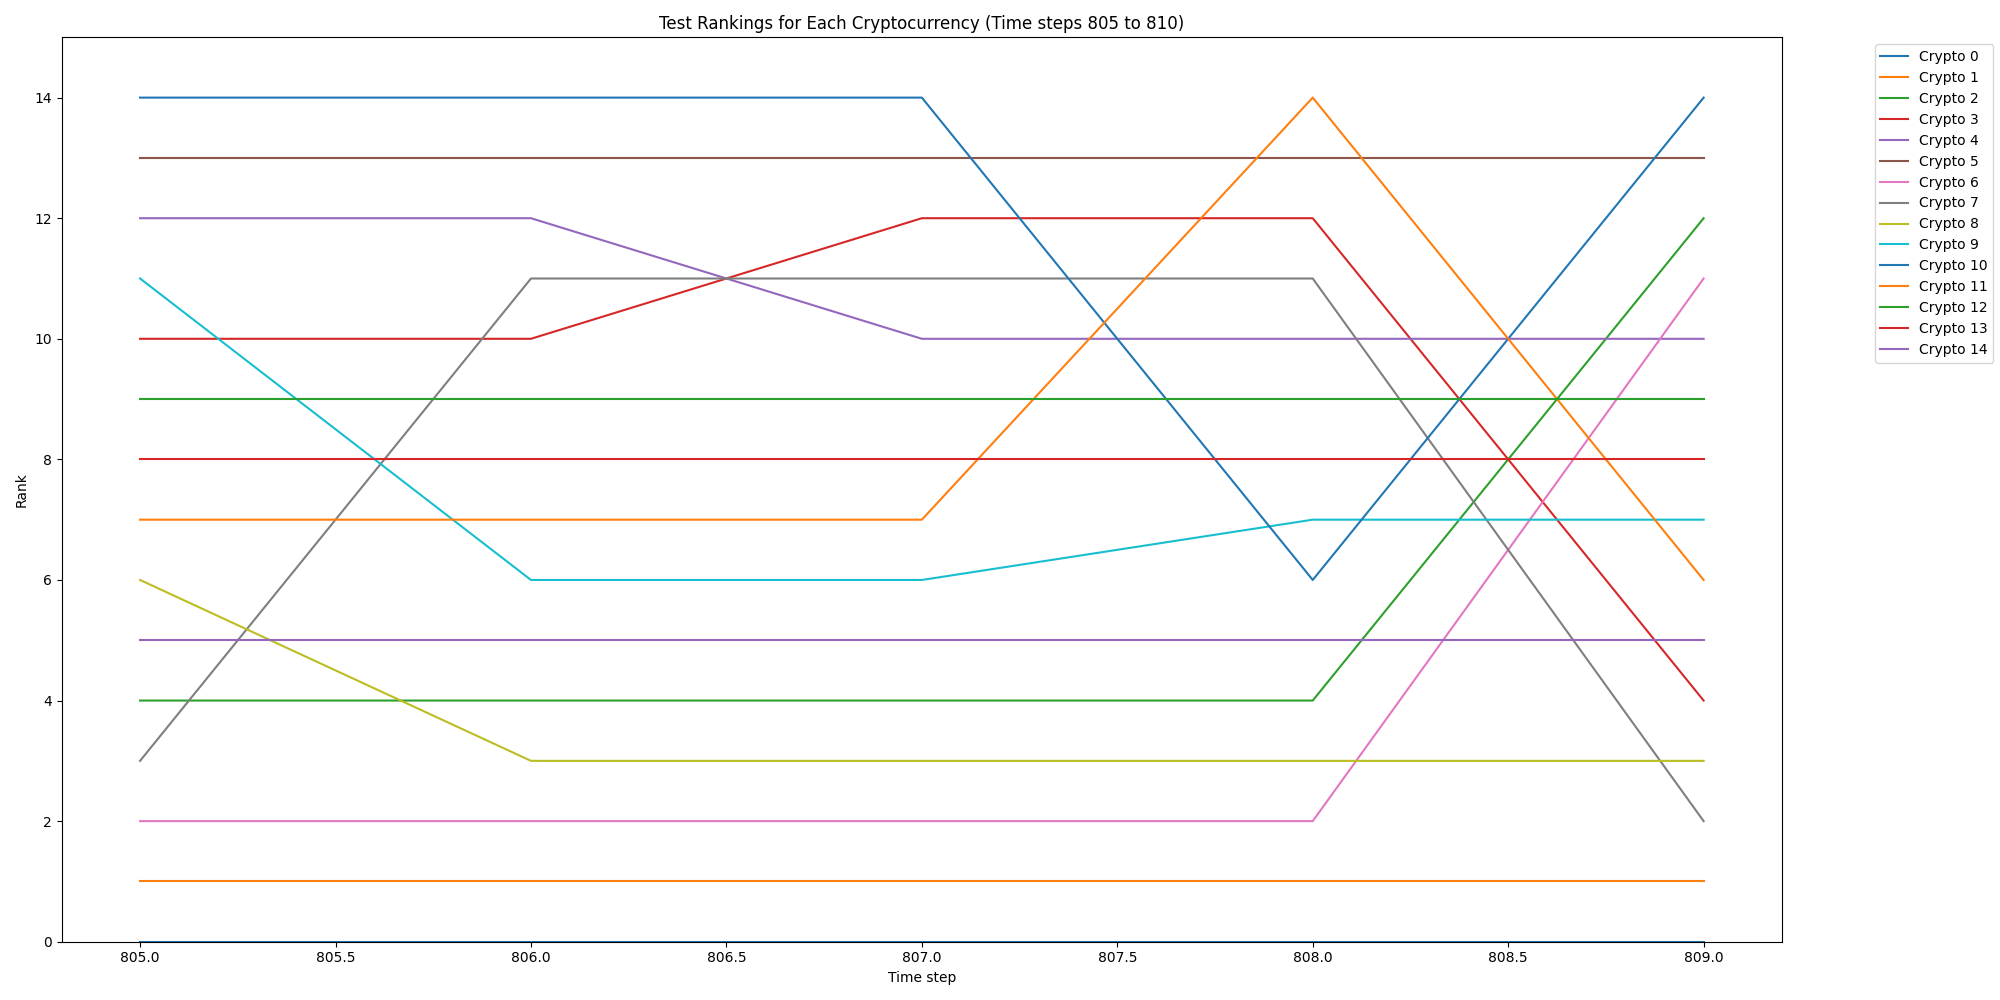 Test Rankings for Each Cryptocurrency (Time steps 805 to 810)
Rank
14
12
10
8
6
4
2
0
805.0
805.5
806.0
806.5
807.0
807.5
808.0
808.5
809.0
Time step
Crypto 0
Crypto 1
Crypto 2
Crypto 3
Crypto 4
Crypto 5
Crypto 6
Crypto 7
Crypto 8
Crypto 9
Crypto 10
Crypto 11
Crypto 12
Crypto 13
Crypto 14